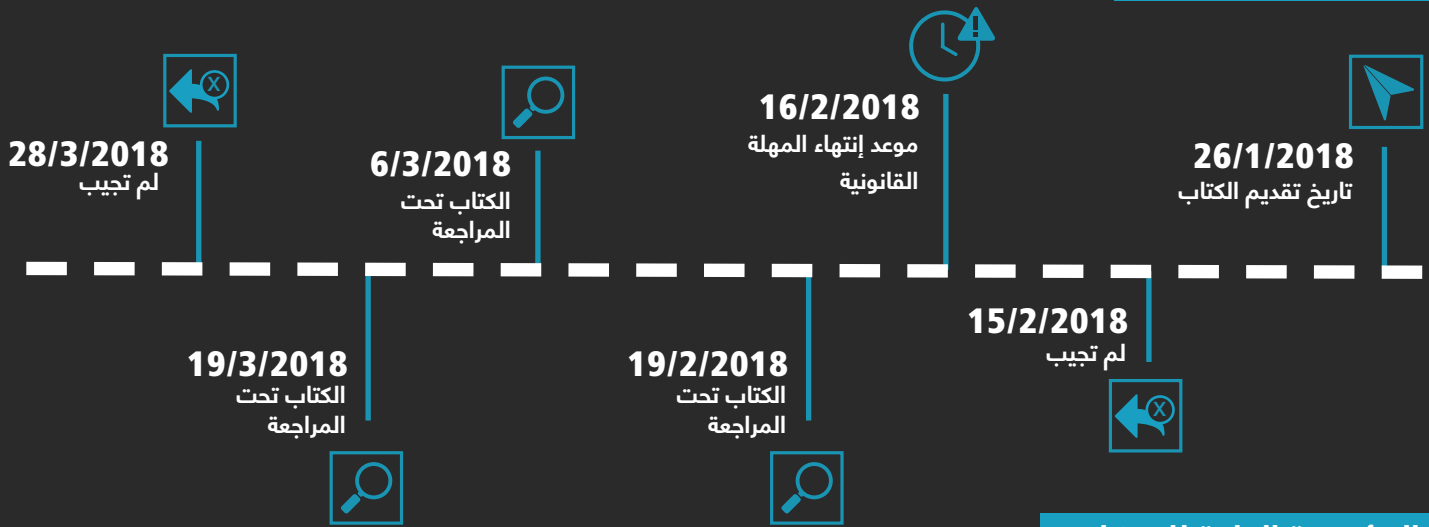 26/1/2018
تاريخ تقديم الكتاب
15/2/2018
لم تجيب
16/2/2018
موعد إنتهاء المهلة
القانونية
19/2/2018
الكتاب تحت
المراجعة
6/3/2018
الكتاب تحت
المراجعة
19/3/2018
الكتاب تحت
المراجعة
28/3/2018
لم تجيب